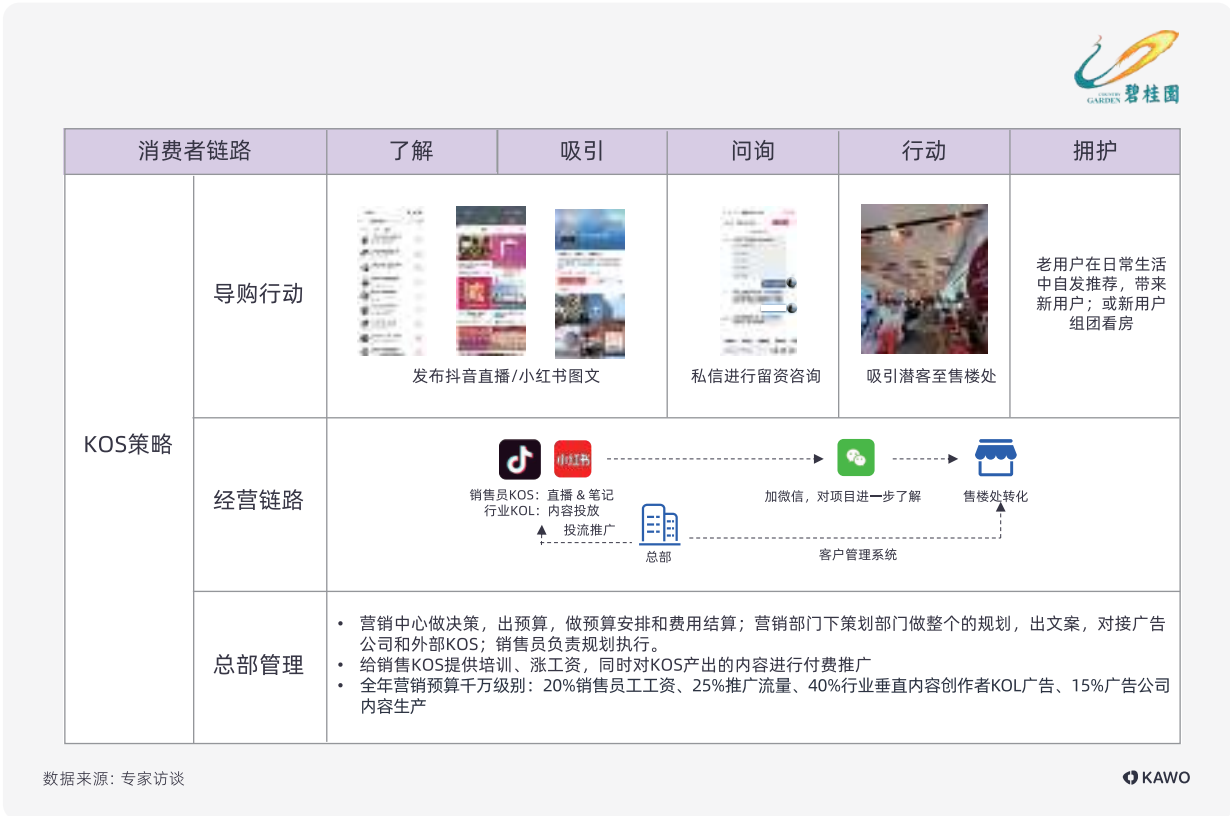 COUNTRY
GARDEN 碧桂園
消费者链路 了解 吸引 问询 行动 拥护
KOS策略
导购行动
发布抖音直播/小红书图文
私信进行留资咨询
吸引潜客至售楼处
老用户在日常生活
中自发推荐，带来
新用户；或新用户
组团看房
经营链路
小红书
销售员KOS：直播 & 笔记
行业KOL：内容投放
加微信，对项目进一步了解
售楼处转化
投流推广
总部
客户管理系统
总部管理
• 营销中心做决策，出预算，做预算安排和费用结算；营销部门下策划部门做整个的规划，出文案，对接广告
公司和外部KOS；销售员负责规划执行。
• 给销售KOS提供培训、涨工资，同时对KOS产出的内容进行付费推广
• 全年营销预算千万级别：20%销售员工工资、25%推广流量、40%行业垂直内容创作者KOL广告、15%广告公司
内容生产
数据来源：专家访谈
KAWO